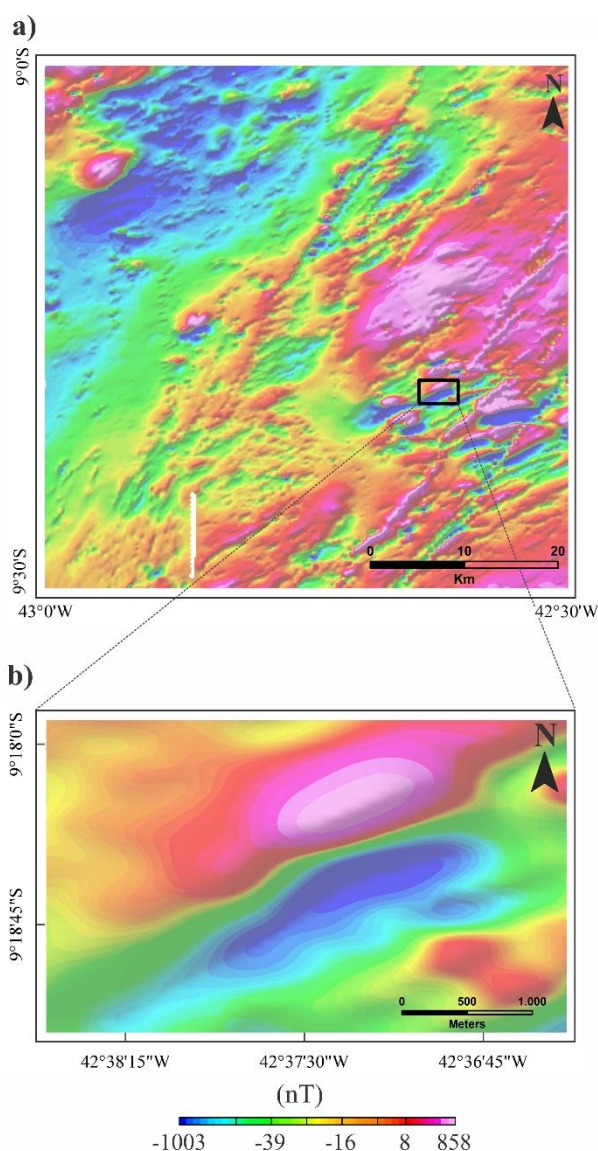 a)
9°0'S
N
0 10 20
Km
9°30'S
43°0'W 42°30'W
b)
9°18'0"S
N
9°18'45"S
0 500 1.000
Meters
42°38'15"W 42°37'30"W 42°36'45"W
(nT)
-1003 -39 -16 8 858